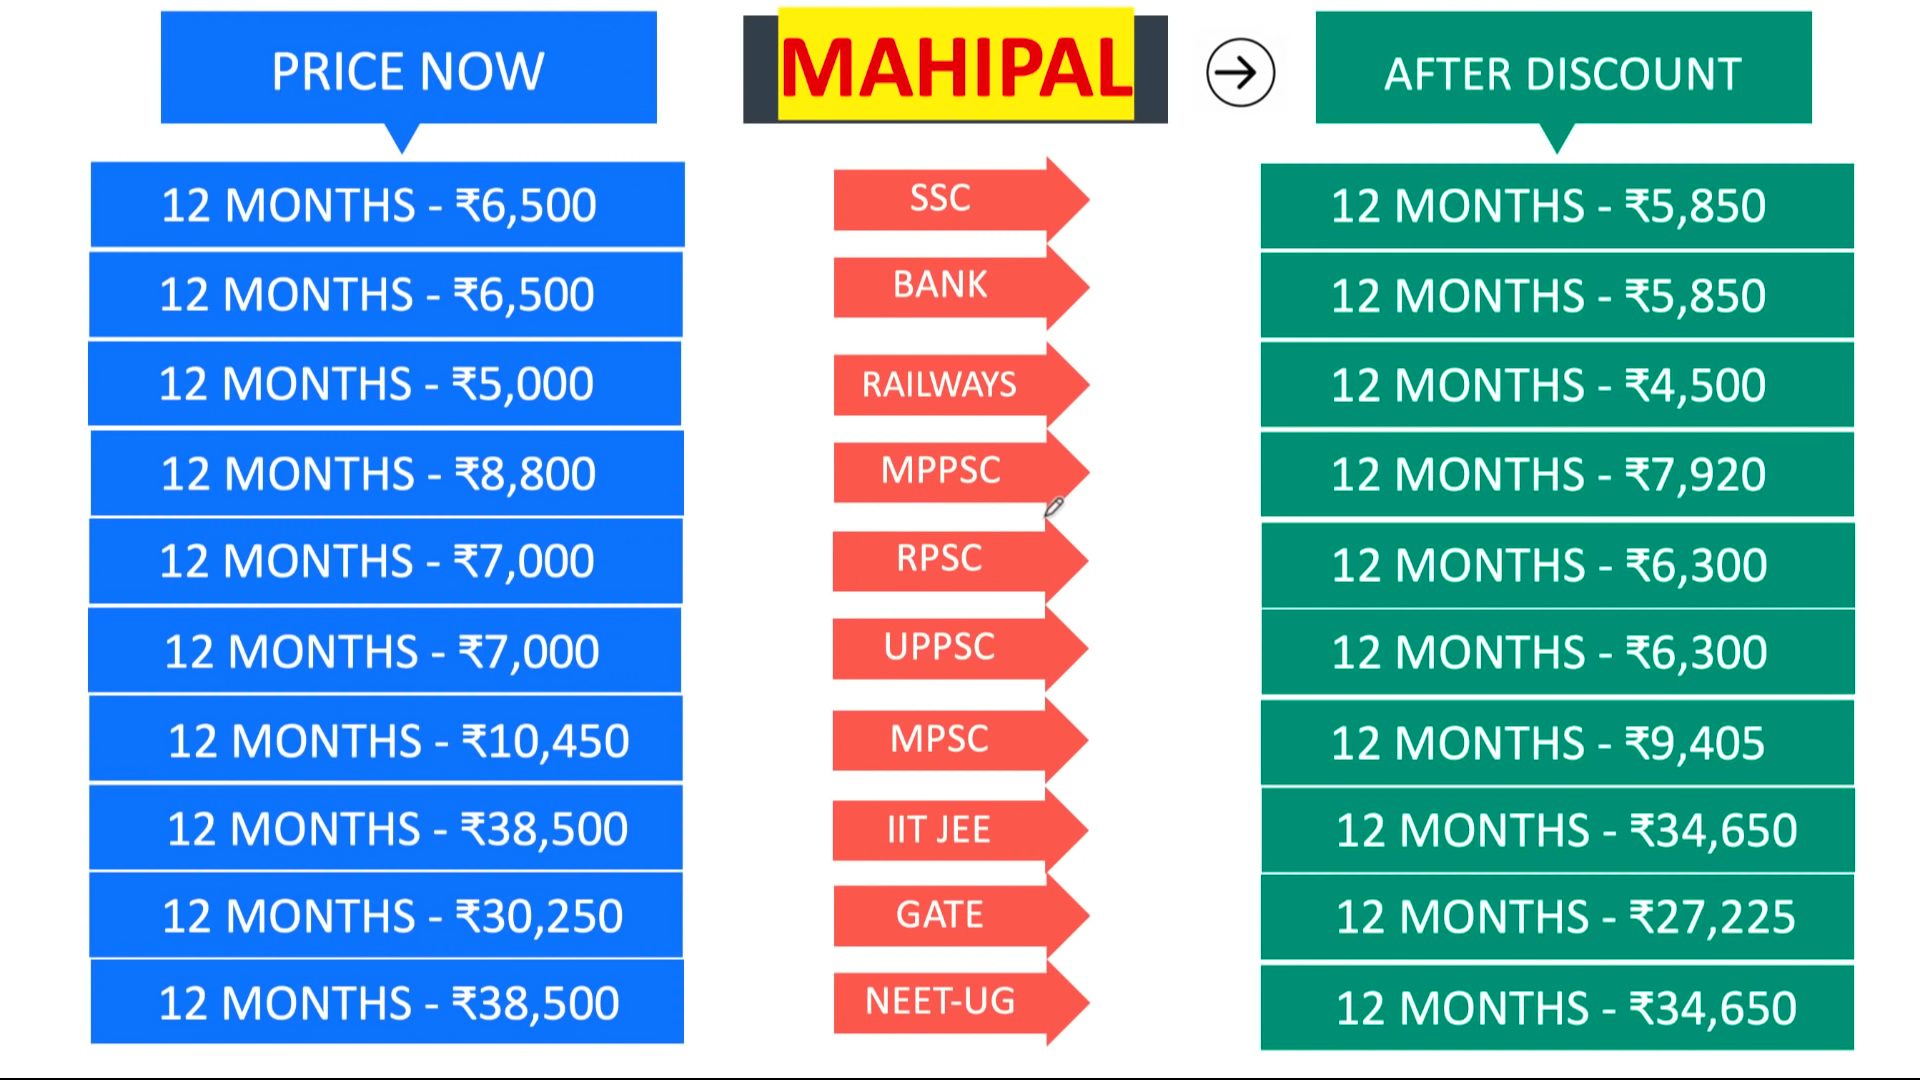 PRICE NOW
MAHIPAL
AFTER DISCOUNT
12 MONTHS - ₹6,500
SSC
12 MONTHS - ₹5,850
12 MONTHS - ₹6,500
BANK
12 MONTHS - ₹5,850
12 MONTHS - ₹5,000
RAILWAYS
12 MONTHS - ₹4,500
12 MONTHS - ₹8,800
MPPSC
12 MONTHS - ₹7,920
12 MONTHS - ₹7,000
RPSC
12 MONTHS - ₹6,300
12 MONTHS - ₹7,000
UPPSC
12 MONTHS - ₹6,300
12 MONTHS - ₹10,450
MPSC
12 MONTHS - ₹9,405
12 MONTHS - ₹38,500
IIT JEE
12 MONTHS - ₹34,650
12 MONTHS - ₹30,250
GATE
12 MONTHS - ₹27,225
12 MONTHS - ₹38,500
NEET-UG
12 MONTHS - ₹34,650